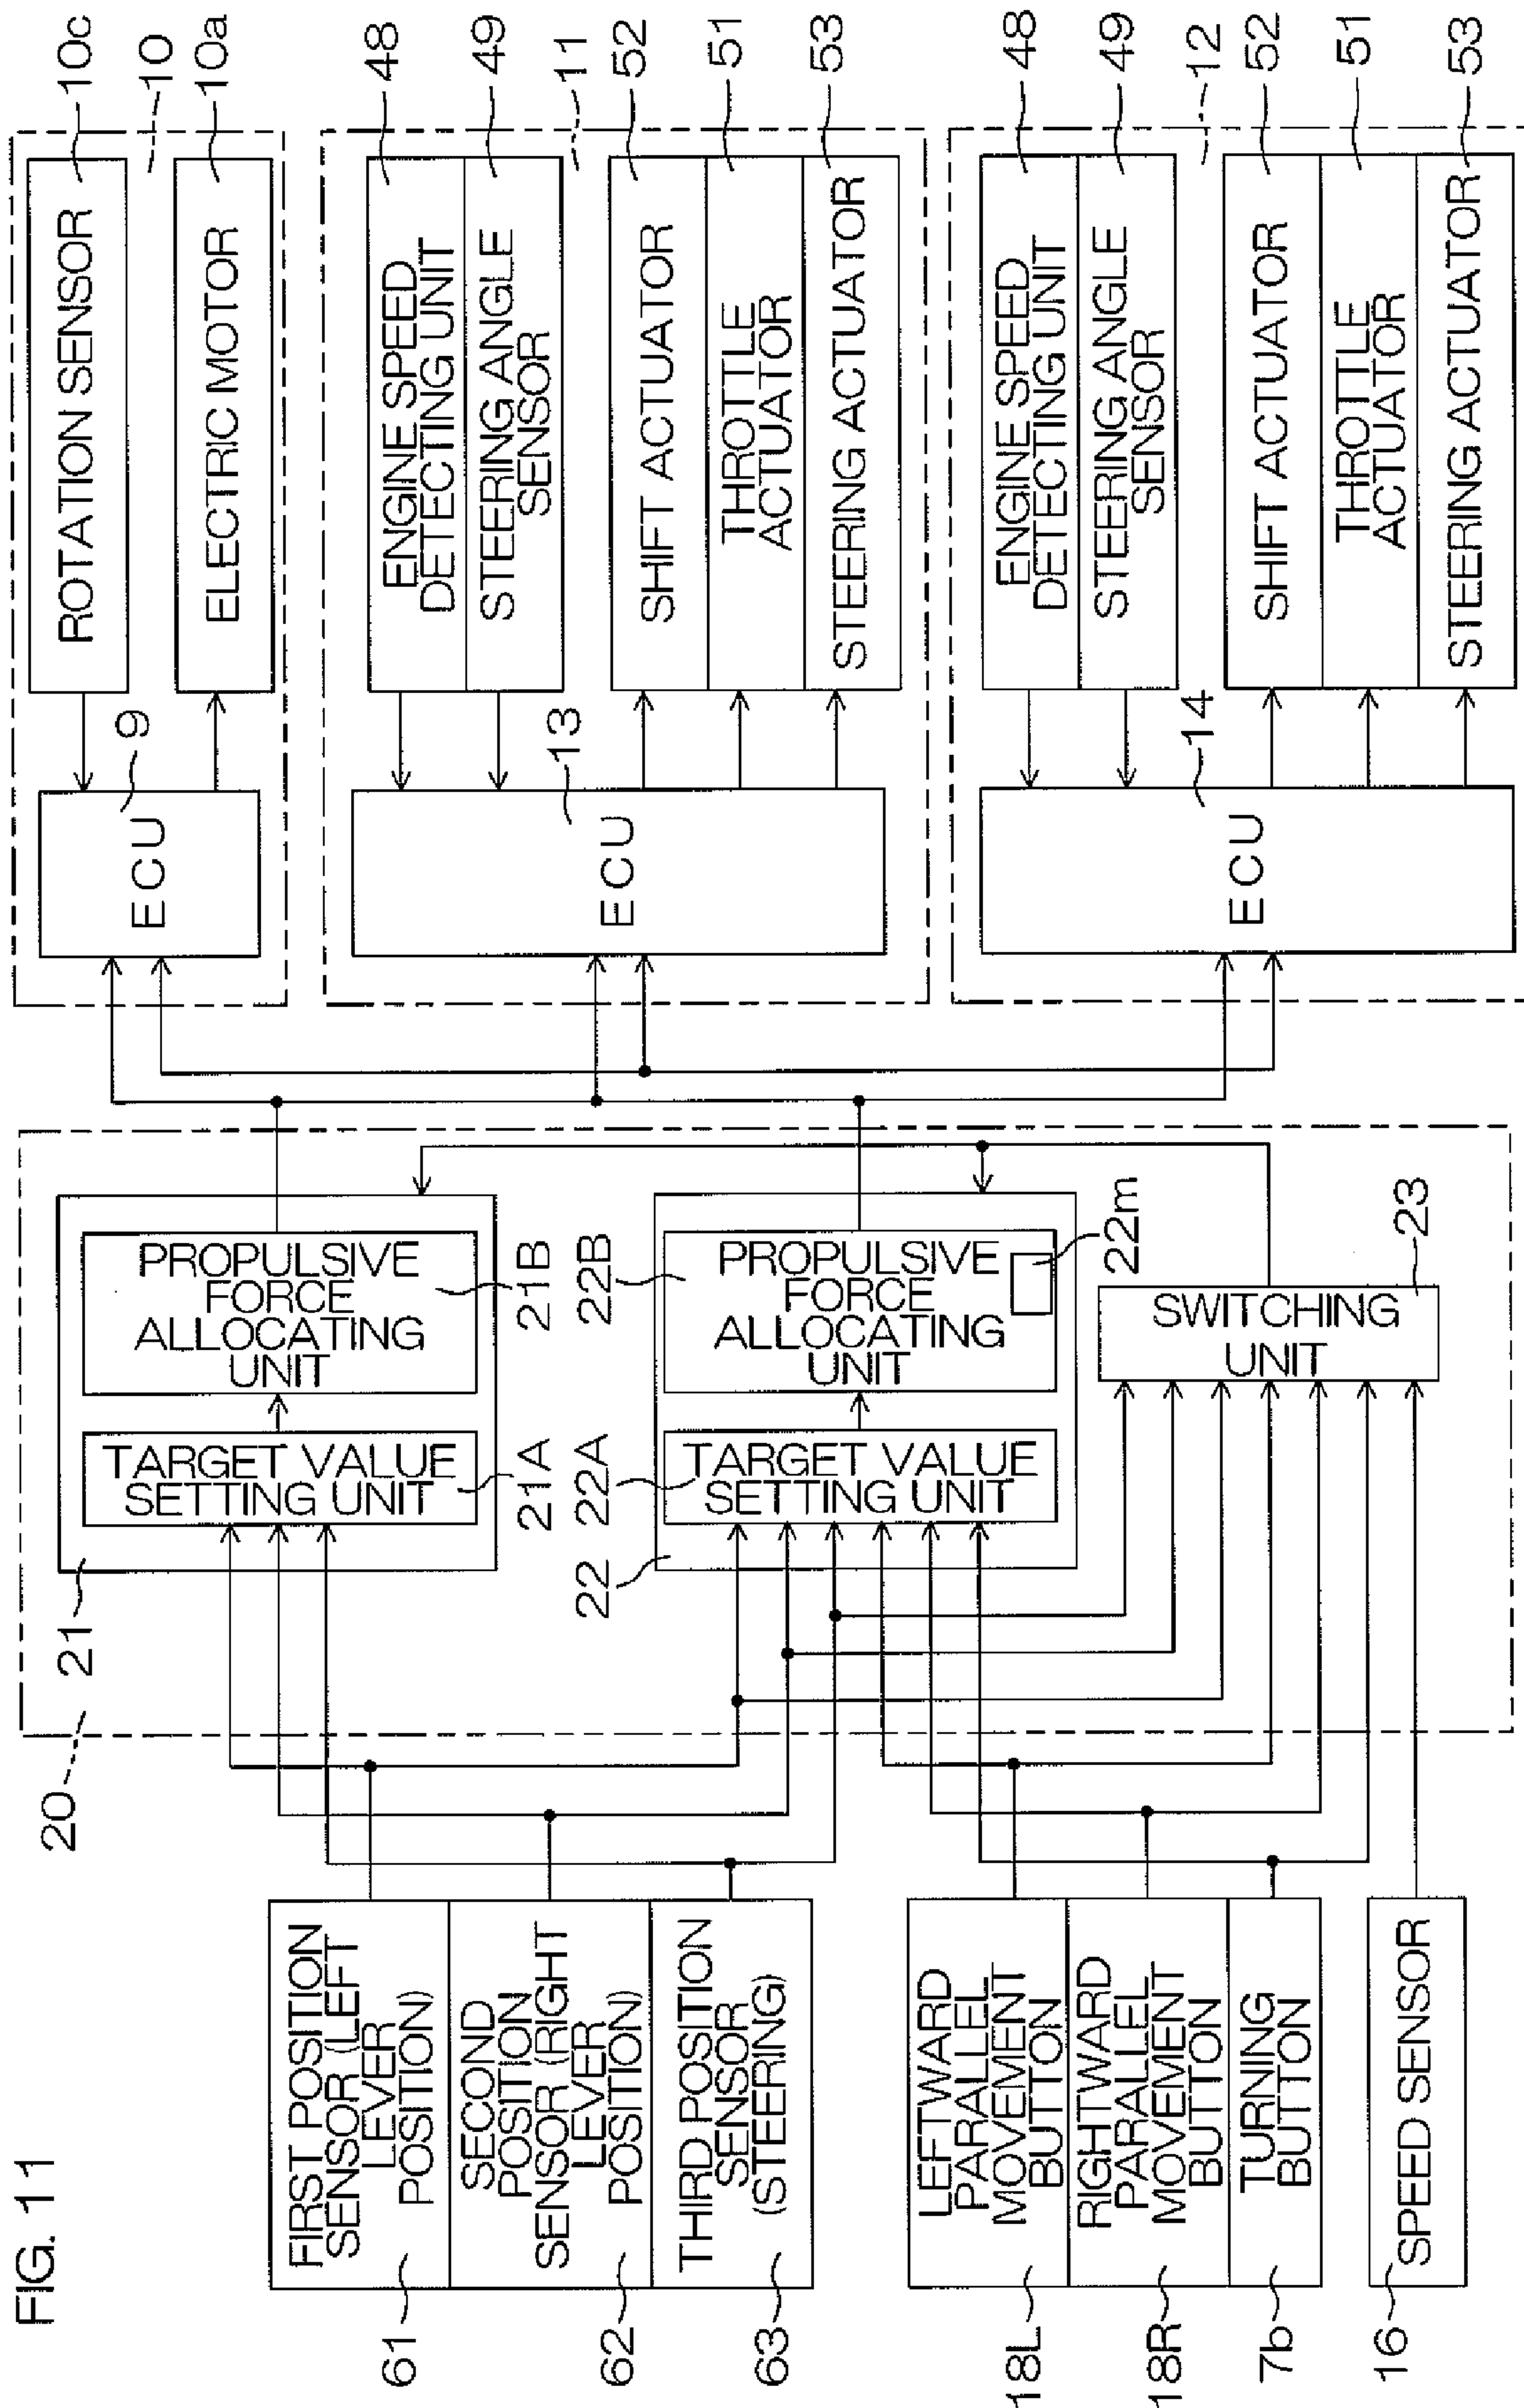 FIG. 11
61
FIRST POSITION
SENSOR (LEFT
LEVER
POSITION)
62
SECOND
POSITION
SENSOR (RIGHT
LEVER
POSITION)
63
THIRD POSITION
SENSOR
(STEERING)
18L
LEFTWARD
PARALLEL
MOVEMENT
BUTTON
18R
RIGHTWARD
PARALLEL
MOVEMENT
BUTTON
7b
TURNING
BUTTON
16
SPEED SENSOR
20
21
TARGET VALUE
SETTING UNIT
21A
PROPULSIVE
FORCE
ALLOCATING
UNIT
21B
22
22A
TARGET VALUE
SETTING UNIT
22B
PROPULSIVE
FORCE
ALLOCATING
UNIT
22m
SWITCHING
UNIT
23
ECU
9
ROTATION SENSOR
10c
10
ELECTRIC MOTOR
10a
ECU
13
ENGINE SPEED
DETECTING UNIT
48
STEERING ANGLE
SENSOR
49
11
SHIFT ACTUATOR
52
THROTTLE
ACTUATOR
51
STEERING ACTUATOR
53
ECU
14
ENGINE SPEED
DETECTING UNIT
48
STEERING ANGLE
SENSOR
49
12
SHIFT ACTUATOR
52
THROTTLE
ACTUATOR
51
STEERING ACTUATOR
53